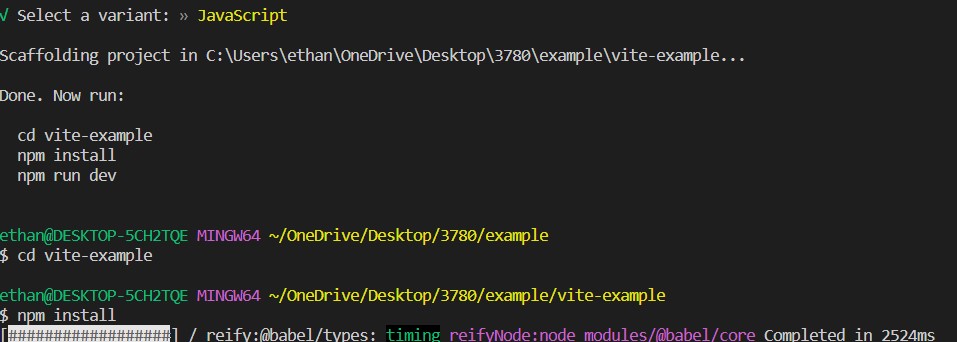 √ Select a variant: » JavaScript
Scaffolding project in C:\Users\ethan\OneDrive\Desktop\3780\example\vite-example...
Done. Now run:
cd vite-example
npm install
npm run dev
ethan@DESKTOP-5CH2TQE MINGW64 ~/OneDrive/Desktop/3780/example
$ cd vite-example
ethan@DESKTOP-5CH2TQE MINGW64 ~/OneDrive/Desktop/3780/example/vite-example
$ npm install
[##################] / reify:@babel/types: timing reifyNode:node_modules/@babel/core Completed in 2524ms